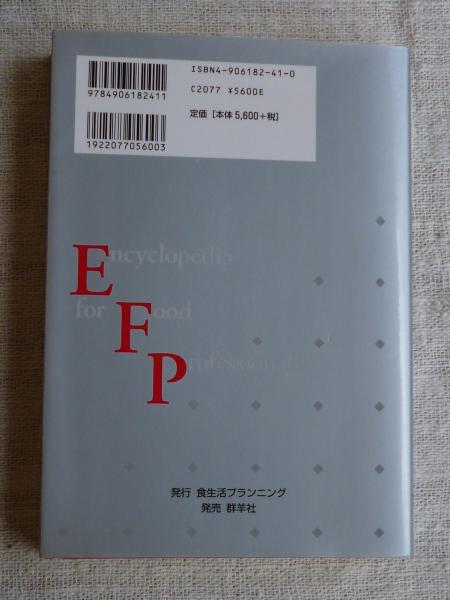 ISBN4-906182-41-0
9784906182411
C2077 ¥5600E
定価［本体5,600+税］
1922077056003
Encyclopedia
for Food
Professionals
発行 食生活プランニング
発売 群羊社